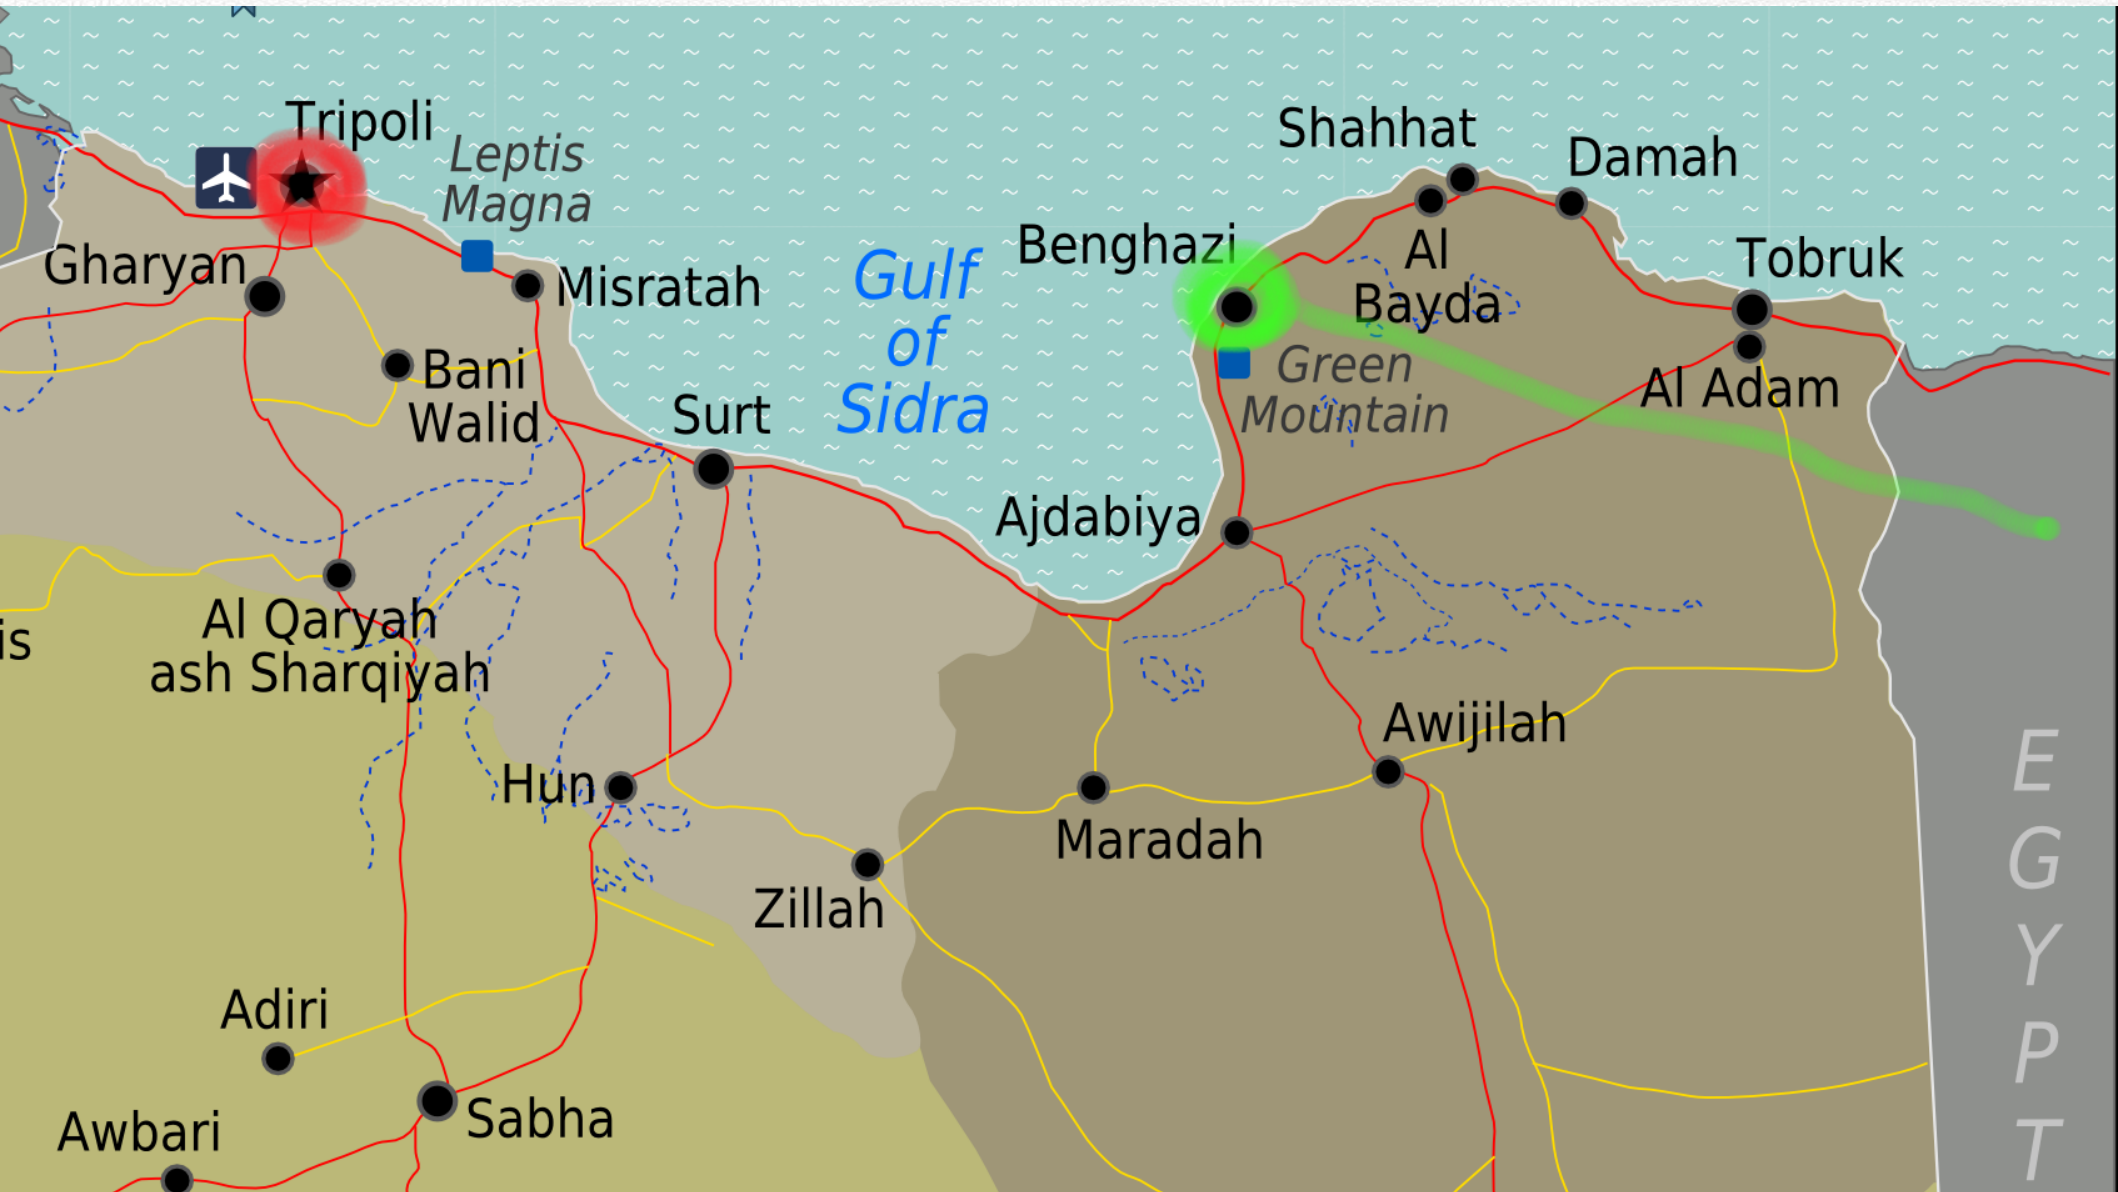 Tripoli
Leptis
Magna
Gharyan
Misratah
Bani
Walid
Surt
Gulf
of
Sidra
Benghazi
Shahhat
Al
Bayda
Damah
Tobruk
Al Adam
Green
Mountain
Ajdabiya
Al Qaryah
ash Sharqiyah
is
Hun
Zillah
Maradah
Awijilah
Adiri
Sabha
Awbari
EGYPT